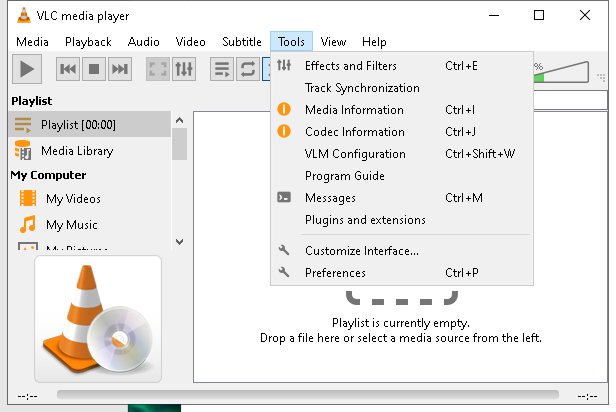 VLC media player
Media Playback Audio Video Subtitle Tools View Help
%
Playlist
Playlist [00:00]
Media Library
My Computer
My Videos
My Music
My Pictures
Effects and Filters Ctrl+E
Track Synchronization
Media Information Ctrl+I
Codec Information Ctrl+J
VLM Configuration Ctrl+Shift+W
Program Guide
Messages Ctrl+M
Plugins and extensions
Customize Interface...
Preferences Ctrl+P
Playlist is currently empty.
Drop a file here or select a media source from the left.
--:-- --:--